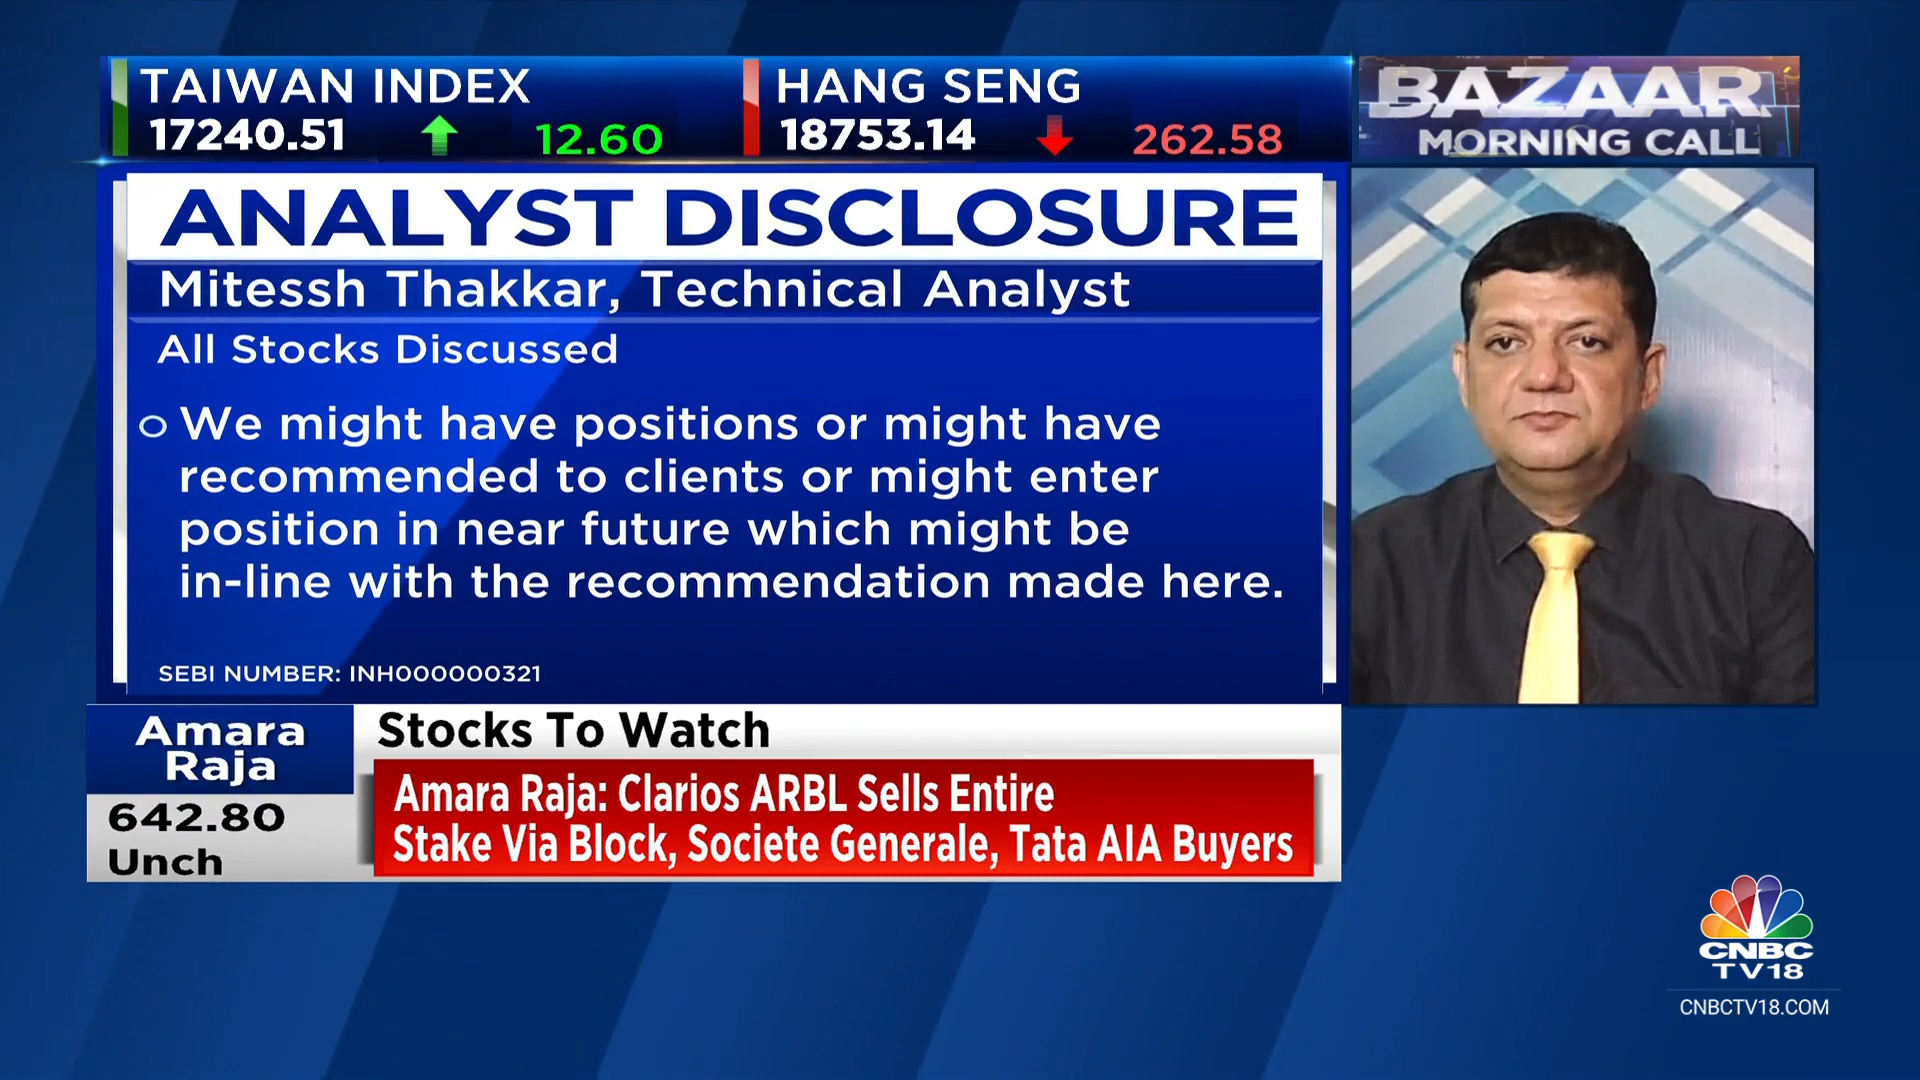 TAIWAN INDEX
17240.51 12.60
HANG SENG
18753.14 262.58
BAZAAR
MORNING CALL
ANALYST DISCLOSURE
Mitessh Thakkar, Technical Analyst
All Stocks Discussed
We might have positions or might have
recommended to clients or might enter
position in near future which might be
in-line with the recommendation made here.
SEBI NUMBER: INH000000321
Amara
Raja
642.80
Unch
Stocks To Watch
Amara Raja: Clarios ARBL Sells Entire
Stake Via Block, Societe Generale, Tata AIA Buyers
CNBC
TV18
CNBCTV18.COM